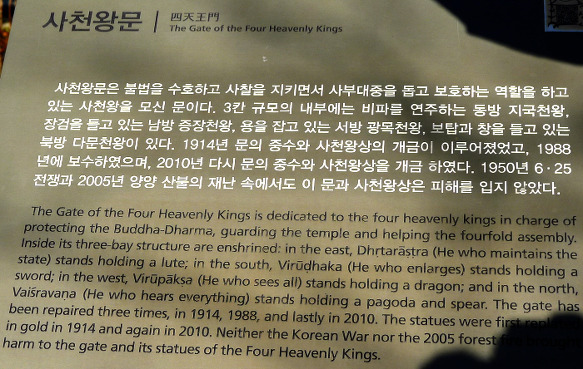 사천왕문 | 四天王門
The Gate of the Four Heavenly Kings
사천왕문은 불법을 수호하고 사찰을 지키면서 사부대중을 돕고 보호하는 역할을 하고
있는 사천왕을 모신 문이다. 3칸 규모의 내부에는 비파를 연주하는 동방 지국천왕,
장검을 들고 있는 남방 증장천왕, 용을 잡고 있는 서방 광목천왕, 보탑과 창을 들고 있는
북방 다문천왕이 있다. 1914년 문의 중수와 사천왕상의 개금이 이루어졌었고, 1988
년에 보수하였으며, 2010년 다시 문의 중수와 사천왕상을 개금 하였다. 1950년 6·25
전쟁과 2005년 양양 산불의 재난 속에서도 이 문과 사천왕상은 피해를 입지 않았다.
The Gate of the Four Heavenly Kings is dedicated to the four heavenly kings in charge of
protecting the Buddha-Dharma, guarding the temple and helping the fourfold assembly.
Inside its three-bay structure are enshrined: in the east, Dhṛtarāṣṭra (He who maintains the
state) stands holding a lute; in the south, Virūḍhaka (He who enlarges) stands holding a
sword; in the west, Virūpākṣa (He who sees all) stands holding a dragon; and in the north,
Vaiśravaṇa (He who hears everything) stands holding a pagoda and spear. The gate has
been repaired three times, in 1914, 1988, and lastly in 2010. The statues were first
in gold in 1914 and again in 2010. Neither the Korean War nor the 2005 forest
harm to the gate and its statues of the Four Heavenly Kings.